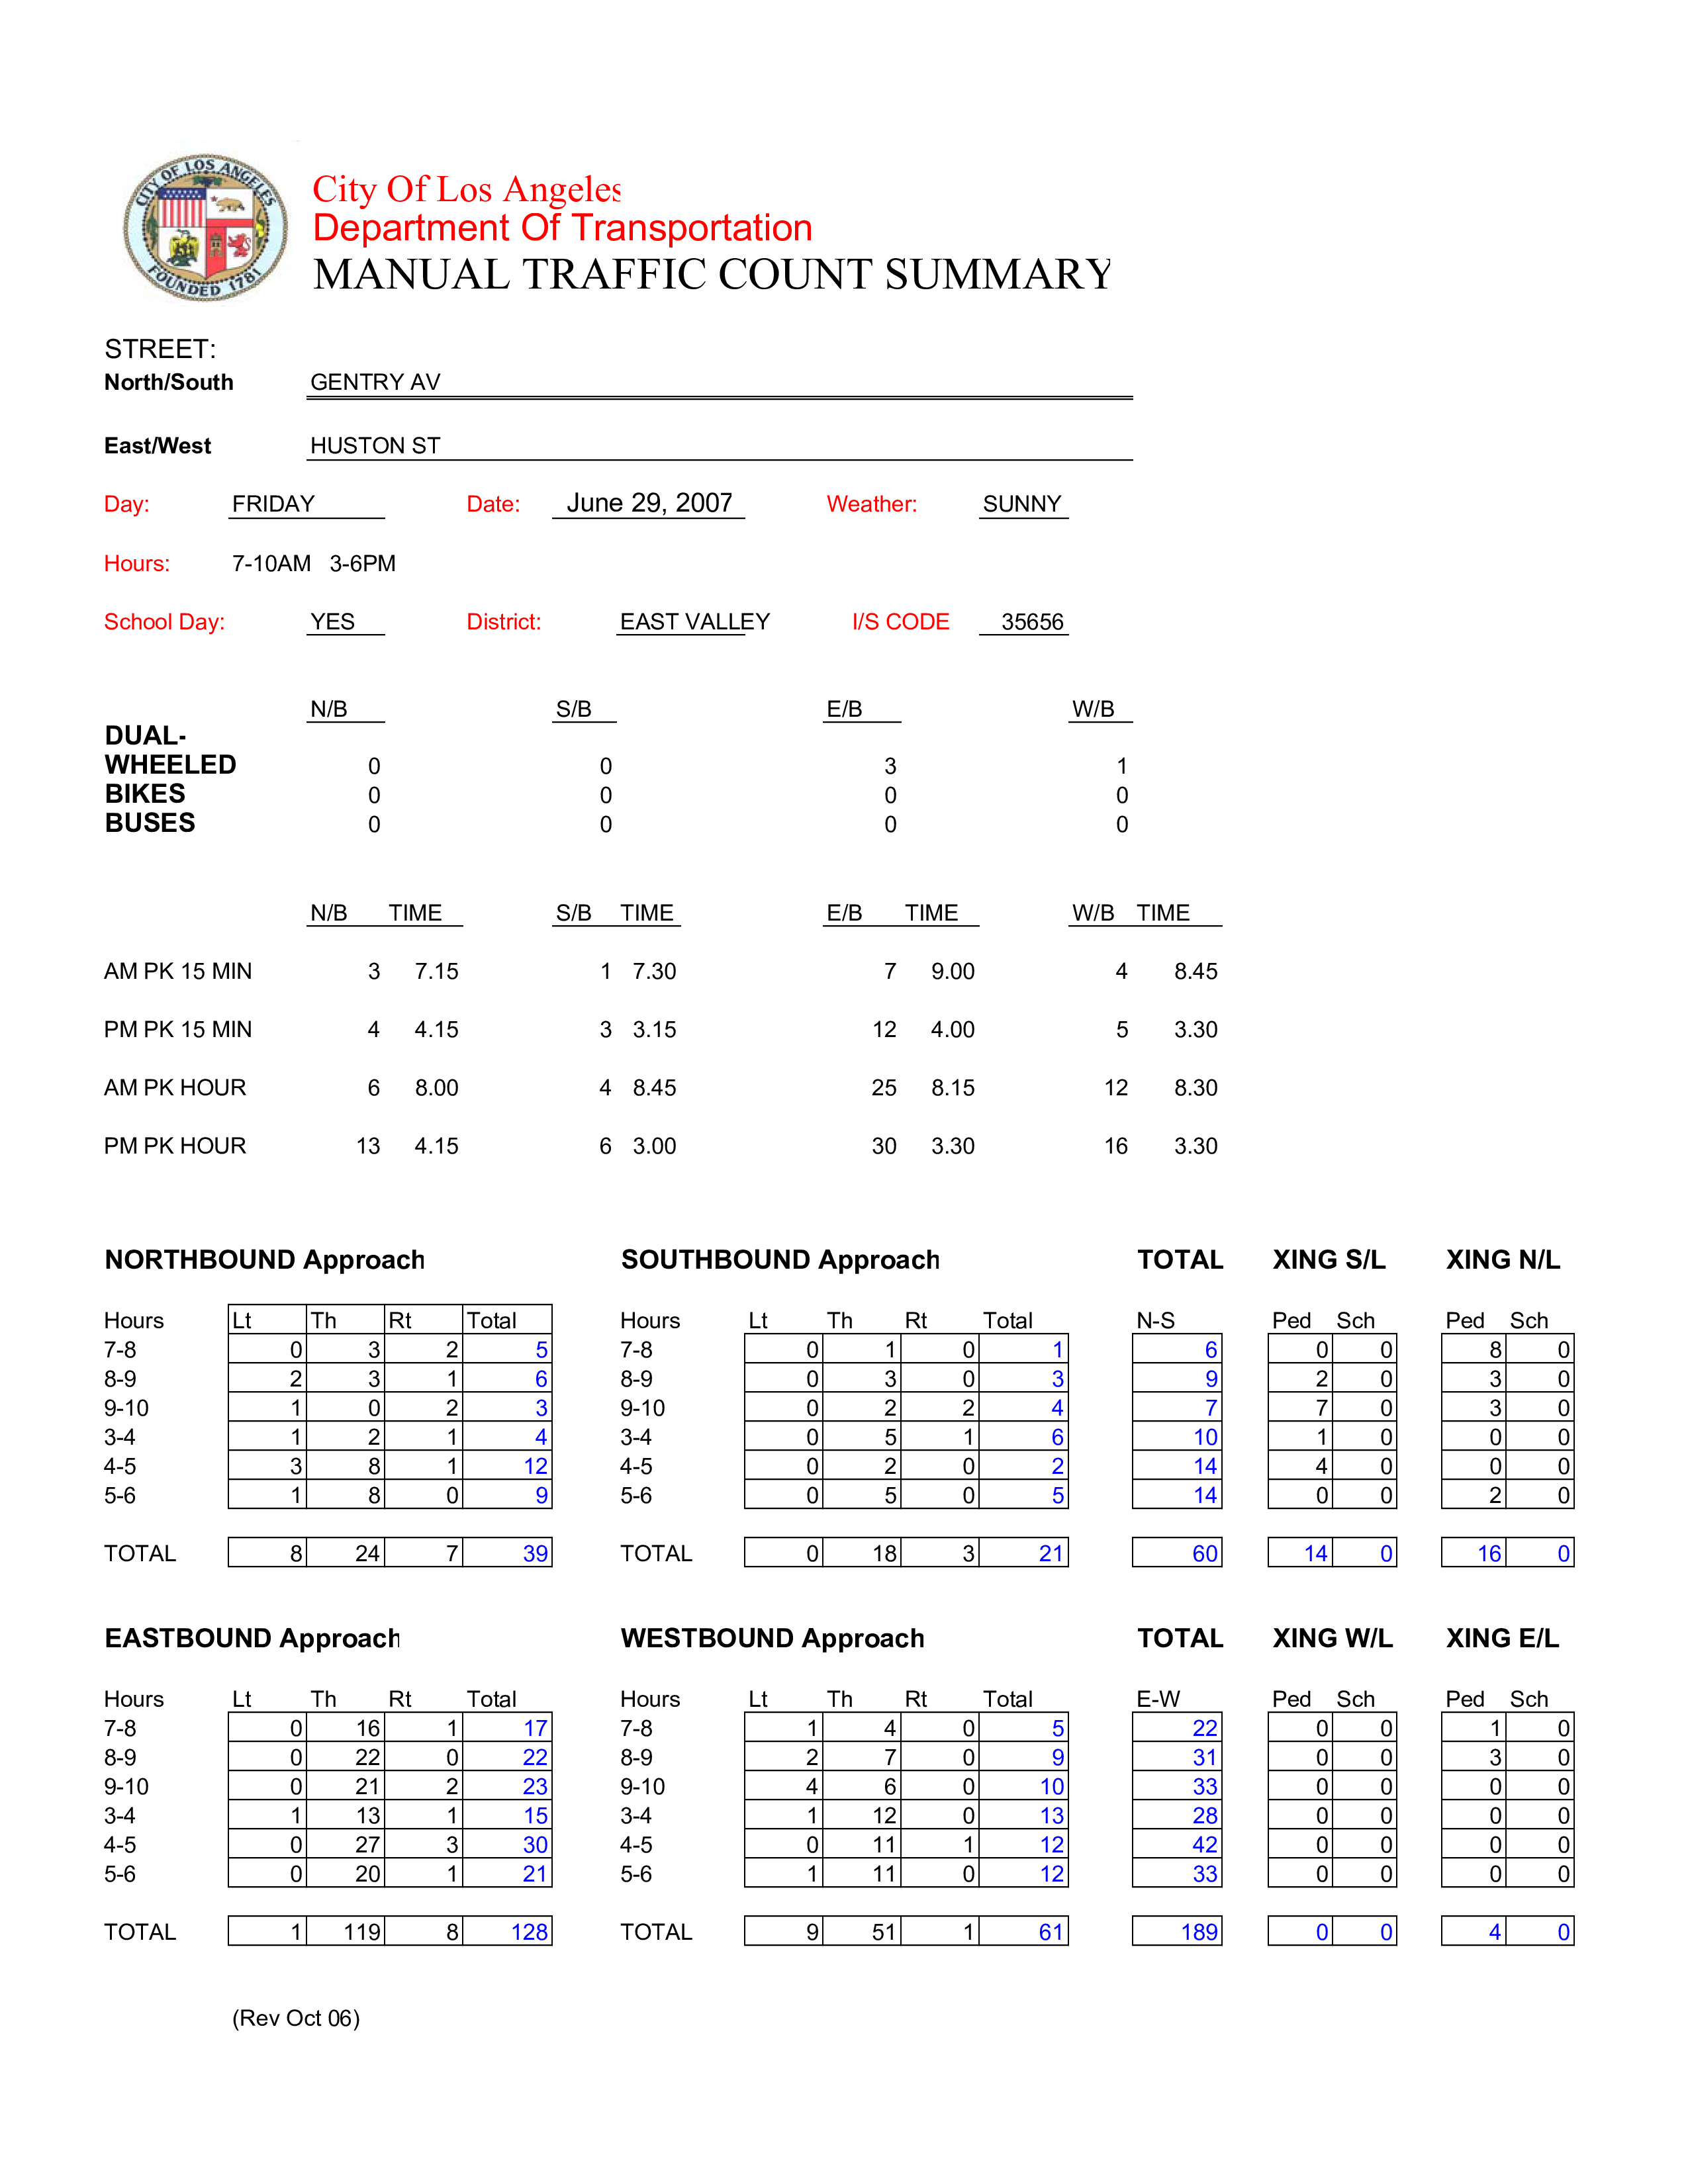 CITY OF LOS ANGELES
FOUNDED 1781
City Of Los Angeles
Department Of Transportation
MANUAL TRAFFIC COUNT SUMMARY
STREET:
North/South GENTRY AV
East/West HUSTON ST
Day: FRIDAY Date: June 29, 2007 Weather: SUNNY
Hours: 7-10AM 3-6PM
School Day: YES District: EAST VALLEY I/S CODE 35656
N/B S/B E/B W/B
DUAL-
WHEELED 0 0 3 1
BIKES 0 0 0 0
BUSES 0 0 0 0
N/B TIME S/B TIME E/B TIME W/B TIME
AM PK 15 MIN 3 7.15 1 7.30 7 9.00 4 8.45
PM PK 15 MIN 4 4.15 3 3.15 12 4.00 5 3.30
AM PK HOUR 6 8.00 4 8.45 25 8.15 12 8.30
PM PK HOUR 13 4.15 6 3.00 30 3.30 16 3.30
NORTHBOUND Approach SOUTHBOUND Approach TOTAL XING S/L XING N/L
Hours Lt Th Rt Total Hours Lt Th Rt Total N-S Ped Sch Ped Sch
7-8 0 3 2 5 7-8 0 1 0 1 6 0 0 8 0
8-9 2 3 1 6 8-9 0 3 0 3 9 2 0 3 0
9-10 1 0 2 3 9-10 0 2 2 4 7 7 0 3 0
3-4 1 2 1 4 3-4 0 5 1 6 10 1 0 0 0
4-5 3 8 1 12 4-5 0 2 0 2 14 4 0 0 0
5-6 1 8 0 9 5-6 0 5 0 5 14 0 0 2 0
TOTAL 8 24 7 39 TOTAL 0 18 3 21 60 14 0 16 0
EASTBOUND Approach WESTBOUND Approach TOTAL XING W/L XING E/L
Hours Lt Th Rt Total Hours Lt Th Rt Total E-W Ped Sch Ped Sch
7-8 0 16 1 17 7-8 1 4 0 5 22 0 0 1 0
8-9 0 22 0 22 8-9 2 7 0 9 31 0 0 3 0
9-10 0 21 2 23 9-10 4 6 0 10 33 0 0 0 0
3-4 1 13 1 15 3-4 1 12 0 13 28 0 0 0 0
4-5 0 27 3 30 4-5 0 11 1 12 42 0 0 0 0
5-6 0 20 1 21 5-6 1 11 0 12 33 0 0 0 0
TOTAL 1 119 8 128 TOTAL 9 51 1 61 189 0 0 4 0
(Rev Oct 06)